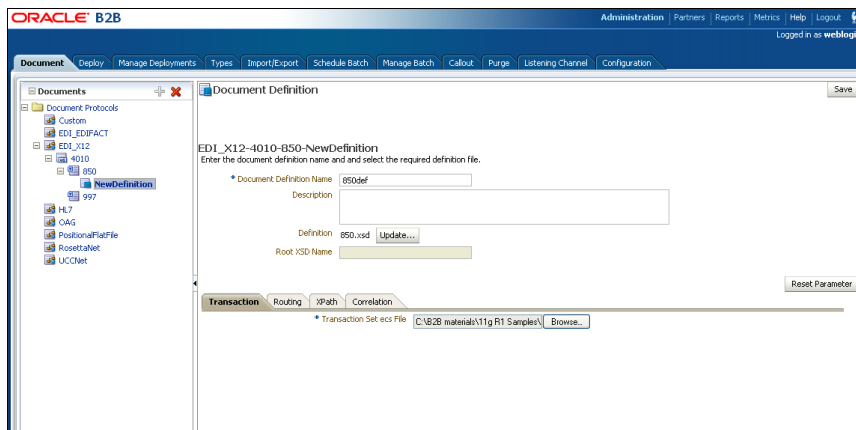 ORACLE B2B
Administration Partners Reports Metrics Help Logout
Logged in as weblogi
Document Deploy Manage Deployments Types Import/Export Schedule Batch Manage Batch Callout Purge Listening Channel Configuration
Documents
Document Protocols
Custom
EDI_EDIFACT
EDI_X12
4010
850
NewDefinition
997
HL7
OAG
PositionalFlatFile
RosettaNet
UCCNet
Document Definition
Save
EDI_X12-4010-850-NewDefinition
Enter the document definition name and and select the required definition file.
* Document Definition Name 850def
Description
Definition 850.xsd Update...
Root XSD Name
Reset Parameter
Transaction Routing XPath Correlation
* Transaction Set ecs File C:\B2B materials\11g R1 Samples\ Browse...